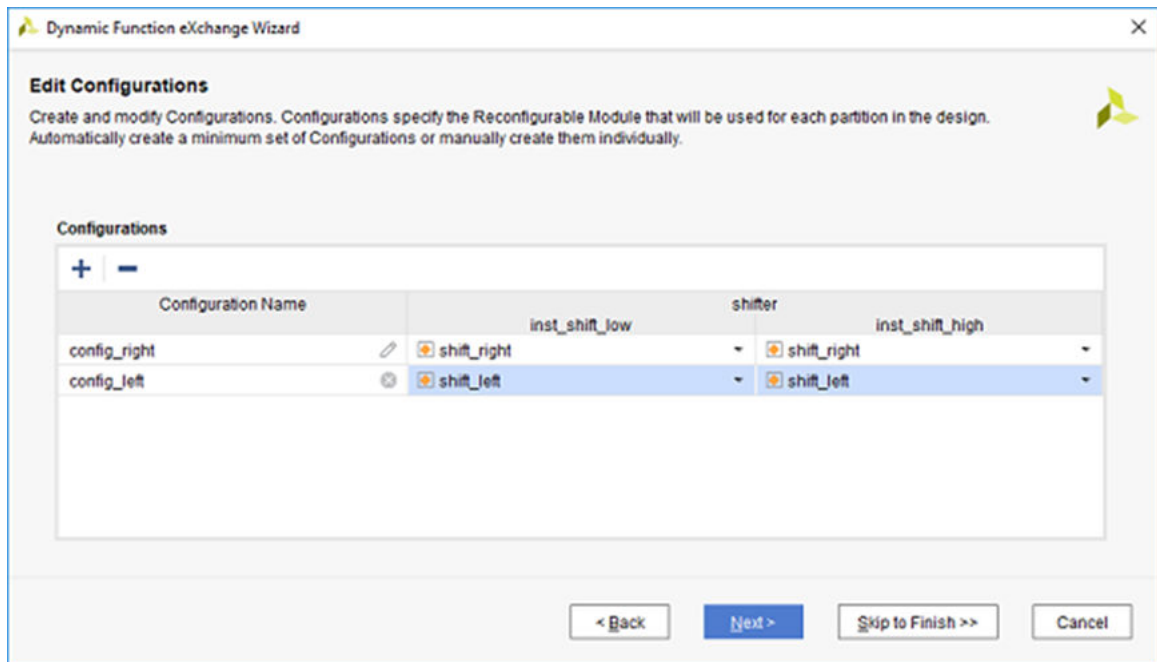 Dynamic Function eXchange Wizard
Edit Configurations
Create and modify Configurations. Configurations specify the Reconfigurable Module that will be used for each partition in the design.
Automatically create a minimum set of Configurations or manually create them individually.
Configurations
Configuration Name shifter
inst_shift_low inst_shift_high
config_right shift_right shift_right
config_left shift_left shift_left
< Back Next > Skip to Finish >> Cancel